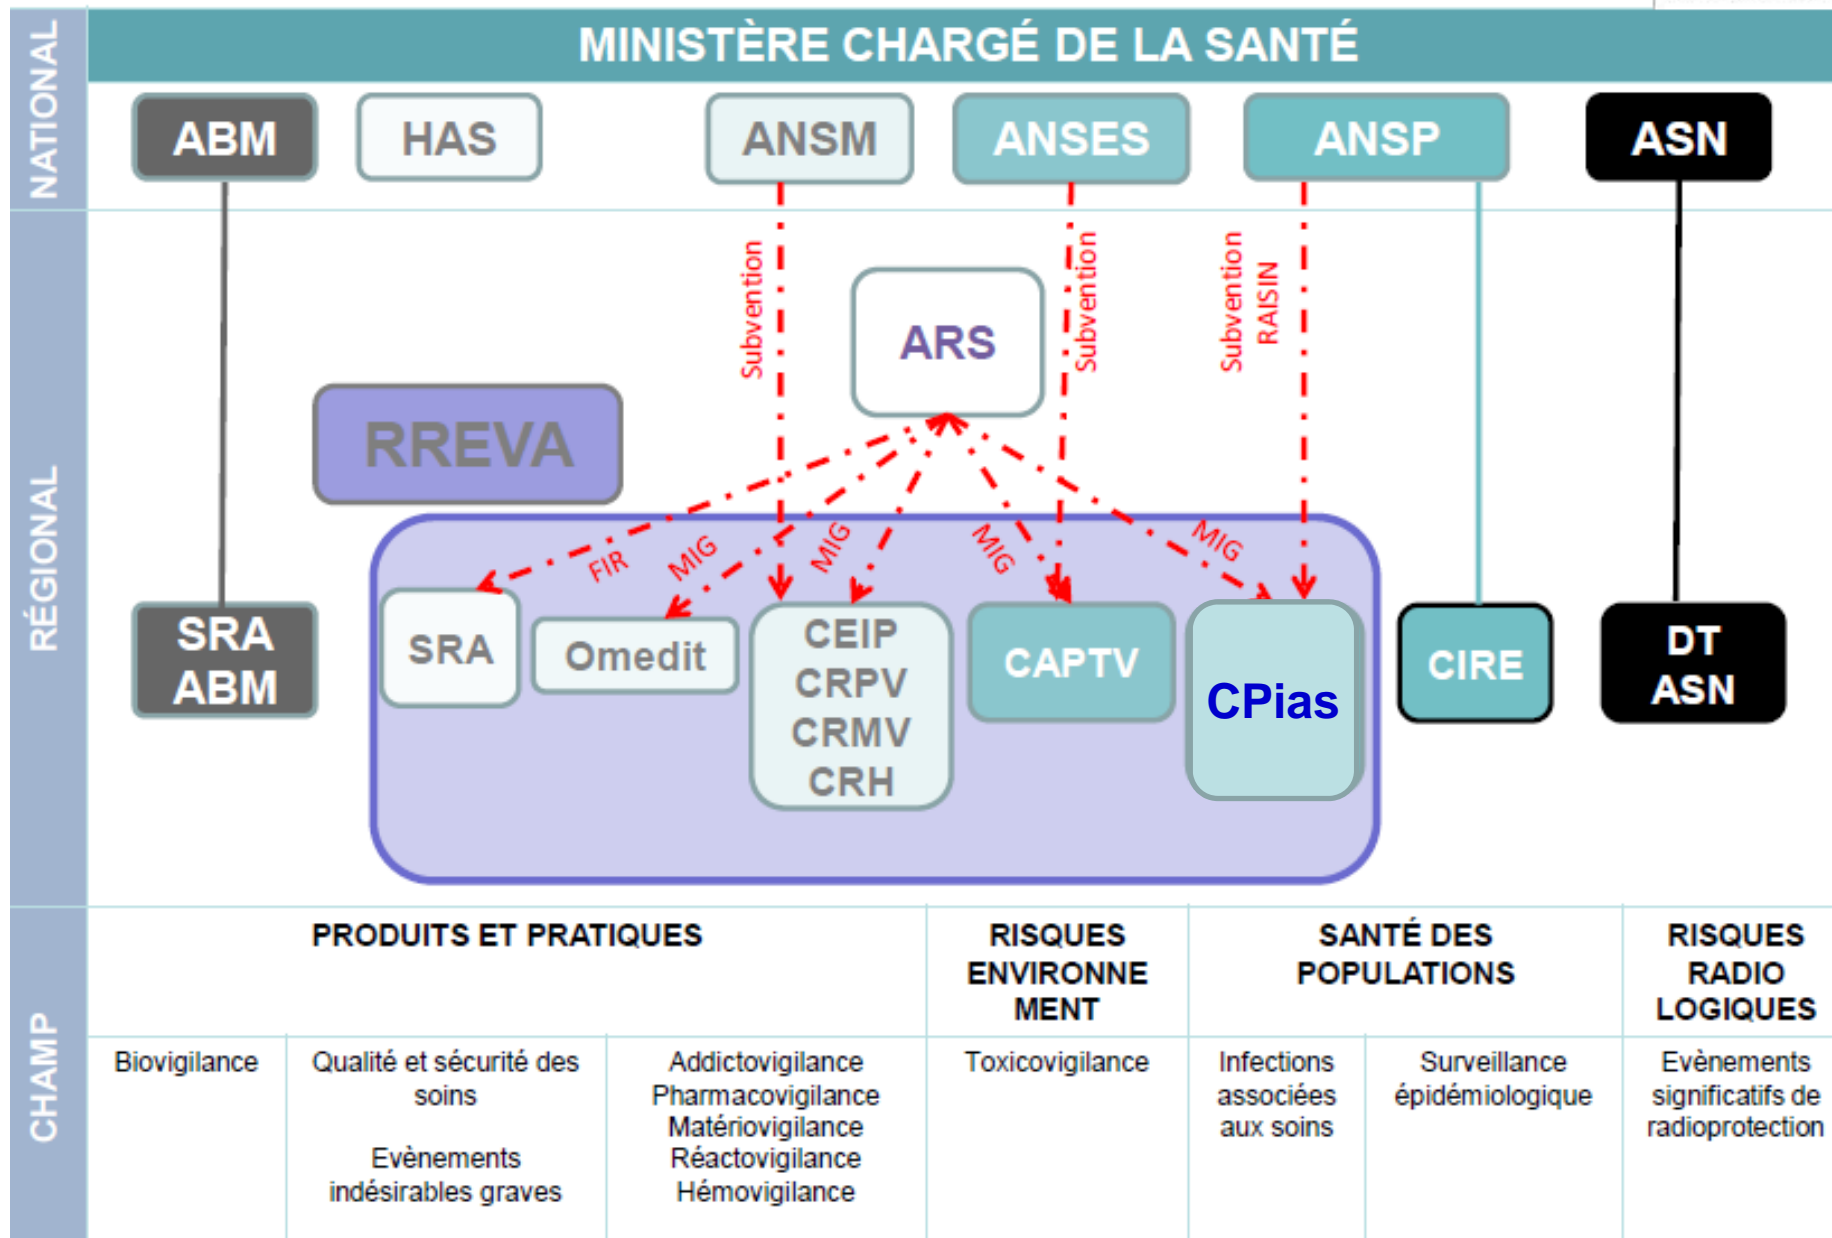 MINISTÈRE CHARGÉ DE LA SANTÉ
NATIONAL
ABM
HAS
ANSM
ANSES
ANSP
ASN
RÉGIONAL
Subvention
Subvention
Subvention
RAISIN
ARS
RREVA
FIR
MIG
MIG
MIG
MIG
SRA
ABM
SRA
Omedit
CEIP
CRPV
CRMV
CRH
CAPTV
CPias
CIRE
DT
ASN
CHAMP
PRODUITS ET PRATIQUES
RISQUES
ENVIRONNE
MENT
SANTÉ DES
POPULATIONS
RISQUES
RADIO
LOGIQUES
Biovigilance
Qualité et sécurité des
soins
Evènements
indésirables graves
Addictovigilance
Pharmacovigilance
Matériovigilance
Réactovigilance
Hémovigilance
Toxicovigilance
Infections
associées
aux soins
Surveillance
épidémiologique
Evènements
significatifs de
radioprotection